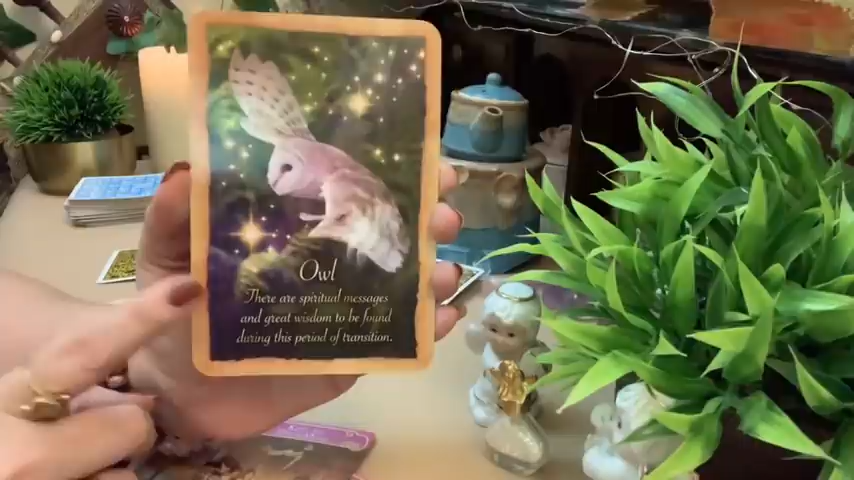 Owl
There are spiritual messages
and great wisdom to be found
during this period of transition.